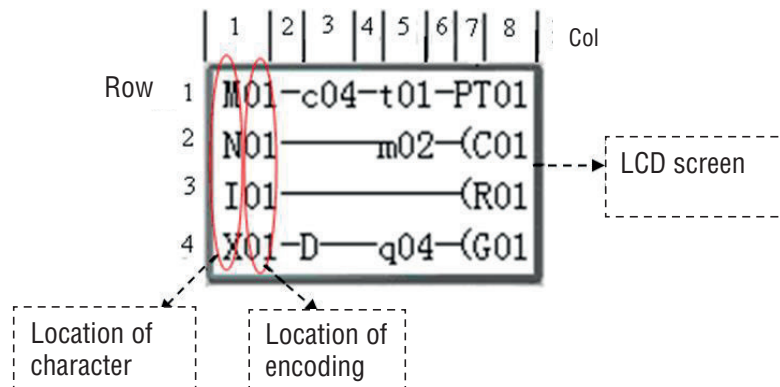 1 2 3 4 5 6 7 8 Col
Row 1 M01-c04-t01-PT01
2 N01———m02-(C01
3 I01——————(R01
4 X01-D——q04-(G01
LCD screen
Location of
character
Location of
encoding